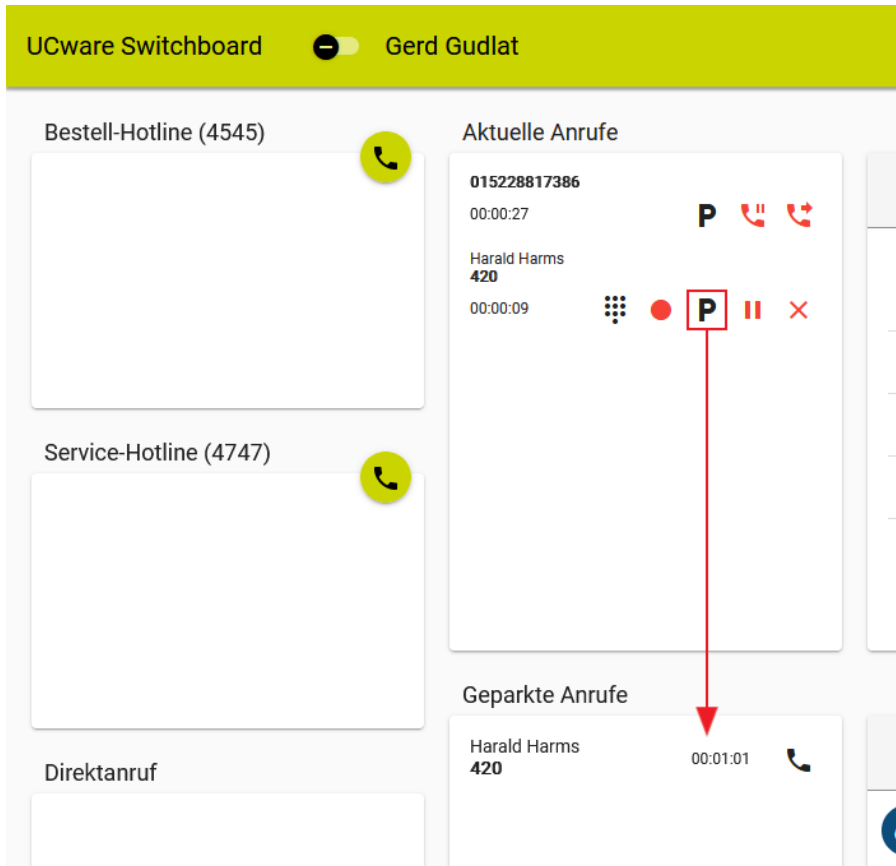 UCware Switchboard
Gerd Gudlat
Bestell-Hotline (4545)
Aktuelle Anrufe
015228817386
00:00:27
P
Harald Harms
420
00:00:09
P
Service-Hotline (4747)
Geparkte Anrufe
Harald Harms
420
00:01:01
Direktanruf